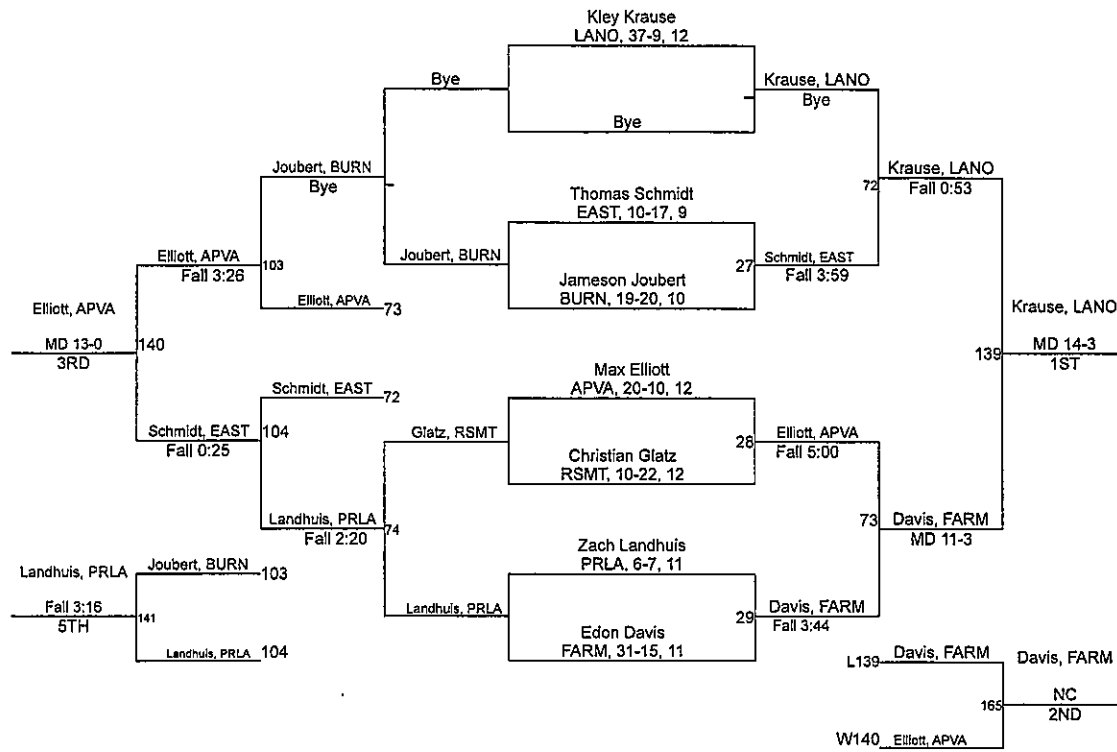 Kley Krause
LANO, 37-9, 12
Bye
Krause, LANO
Bye
Bye
Joubert, BURN
Bye
Krause, LANO
72
Fall 0:53
Thomas Schmidt
EAST, 10-17, 9
Elliott, APVA
Fall 3:26
103
Joubert, BURN
27
Schmidt, EAST
Fall 3:59
Jameson Joubert
BURN, 19-20, 10
Elliott, APVA
73
Elliott, APVA
MD 13-0
3RD
140
Krause, LANO
139
MD 14-3
1ST
Max Elliott
APVA, 20-10, 12
Schmidt, EAST
72
Schmidt, EAST
Fall 0:25
104
Glatz, RSMT
28
Elliott, APVA
Fall 5:00
Christian Glatz
RSMT, 10-22, 12
Landhuis, PRLA
Fall 2:20
74
73
Davis, FARM
MD 11-3
Zach Landhuis
PRLA, 6-7, 11
Landhuis, PRLA
Fall 3:16
5TH
Joubert, BURN
103
141
Landhuis, PRLA
104
Landhuis, PRLA
29
Davis, FARM
Fall 3:44
Edon Davis
FARM, 31-15, 11
L139
Davis, FARM
Davis, FARM
165
NC
2ND
W140
Elliott, APVA